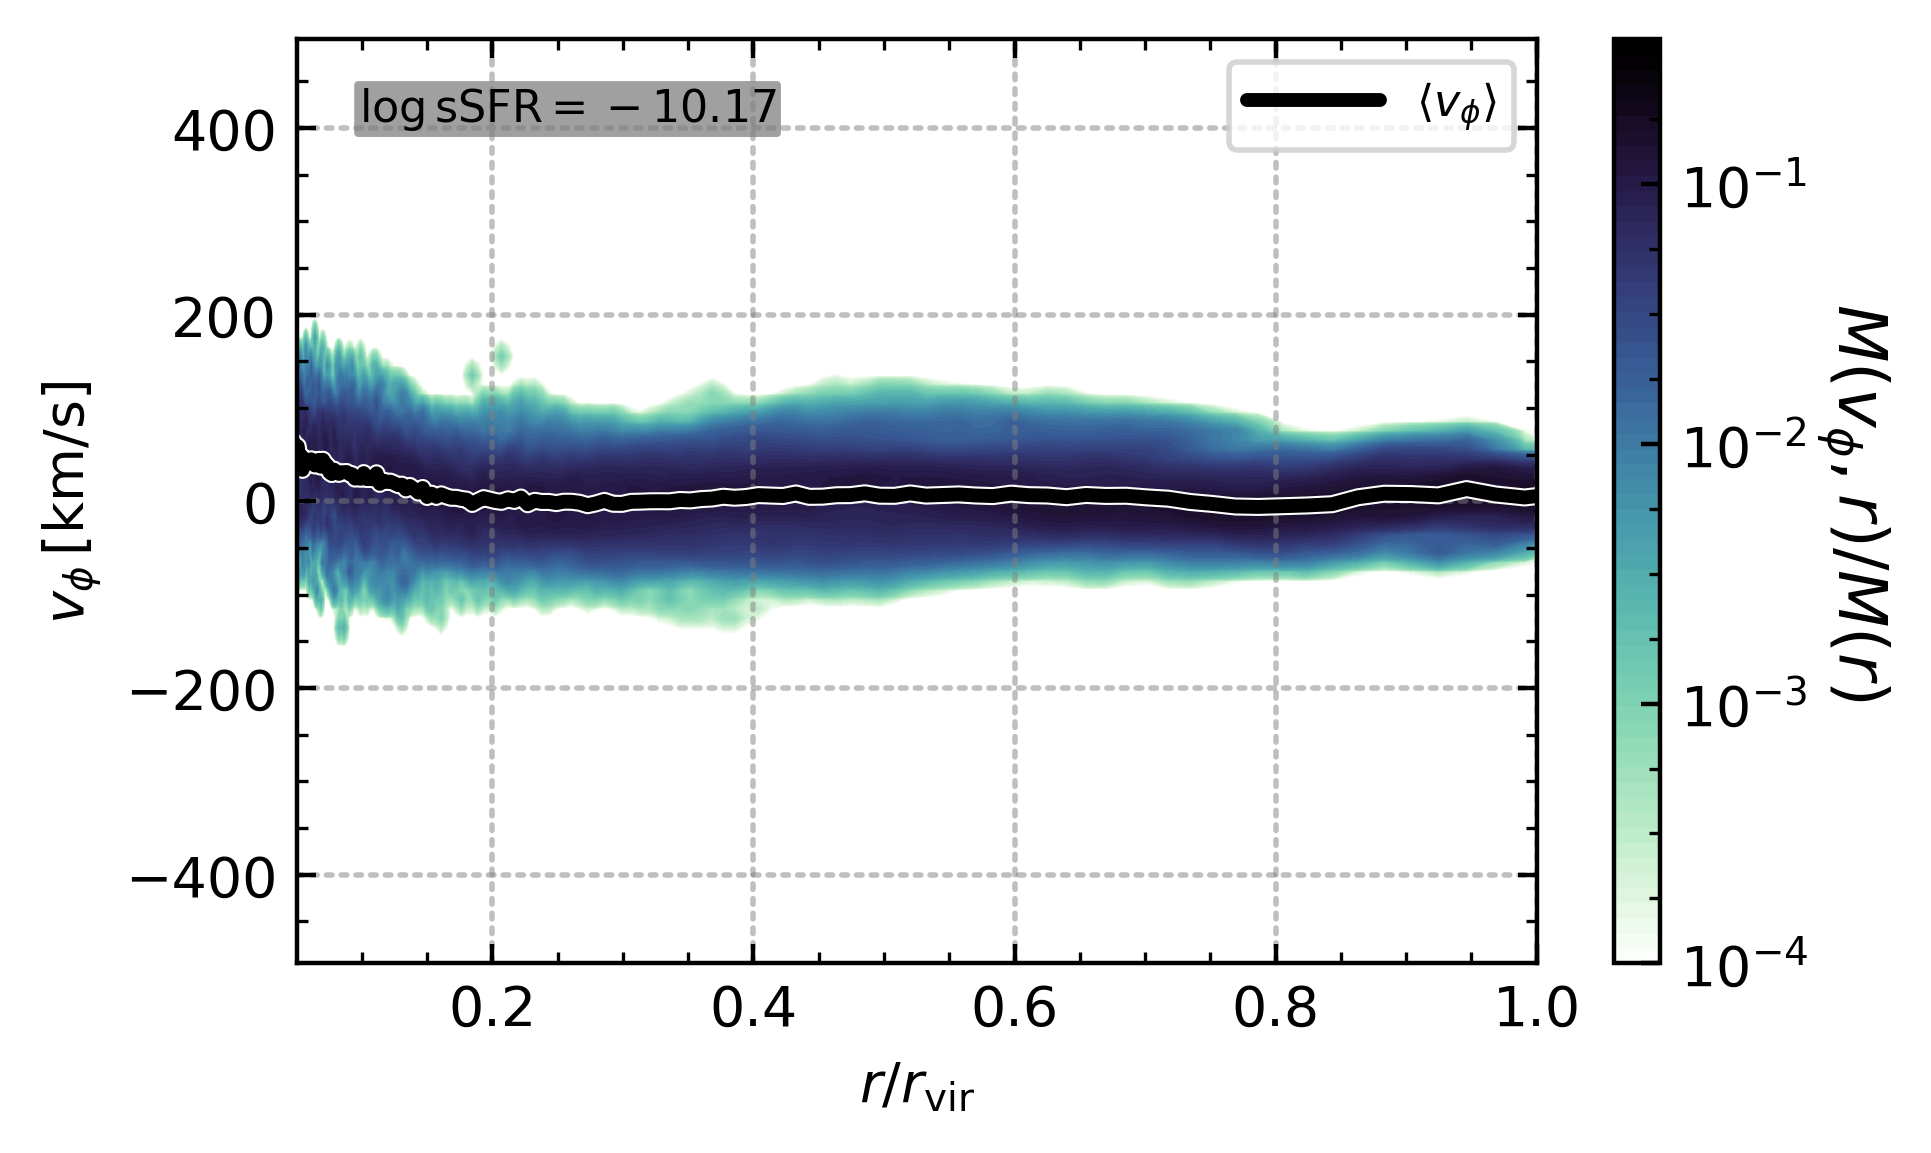 log sSFR = −10.17
⟨v_ϕ⟩
v_ϕ [km/s]
400
200
0
−200
−400
0.2 0.4 0.6 0.8 1.0
r/r_vir
10^−1
10^−2
10^−3
10^−4
M(v_ϕ, r)/M(r)